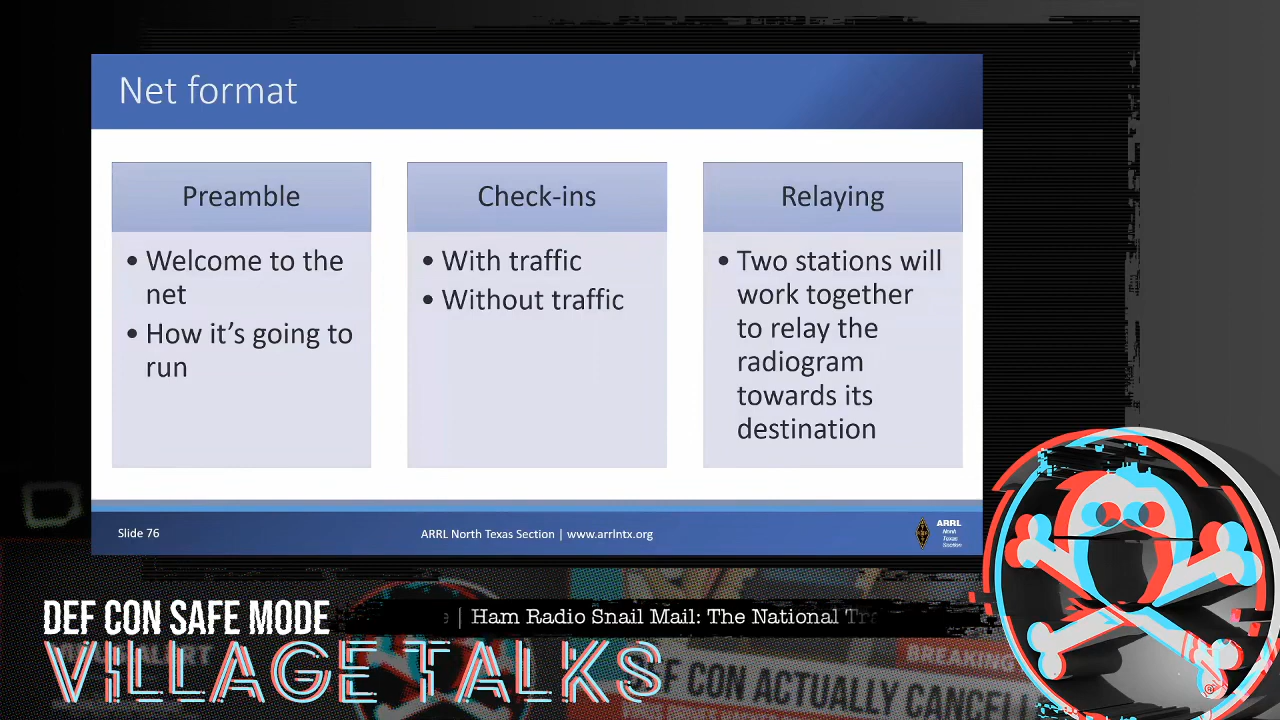 Net format
Preamble
• Welcome to the
net
• How it's going to
run
Check-ins
• With traffic
• Without traffic
Relaying
• Two stations will
work together
to relay the
radiogram
towards its
destination
Slide 76
ARRL North Texas Section | www.arrlntx.org
ARRL
North
Texas
Section
DEF CON SAFE MODE
| Ham Radio Snail Mail: The National
VILLAGE TALKS
BREAKING
DEF CON ACTUALLY